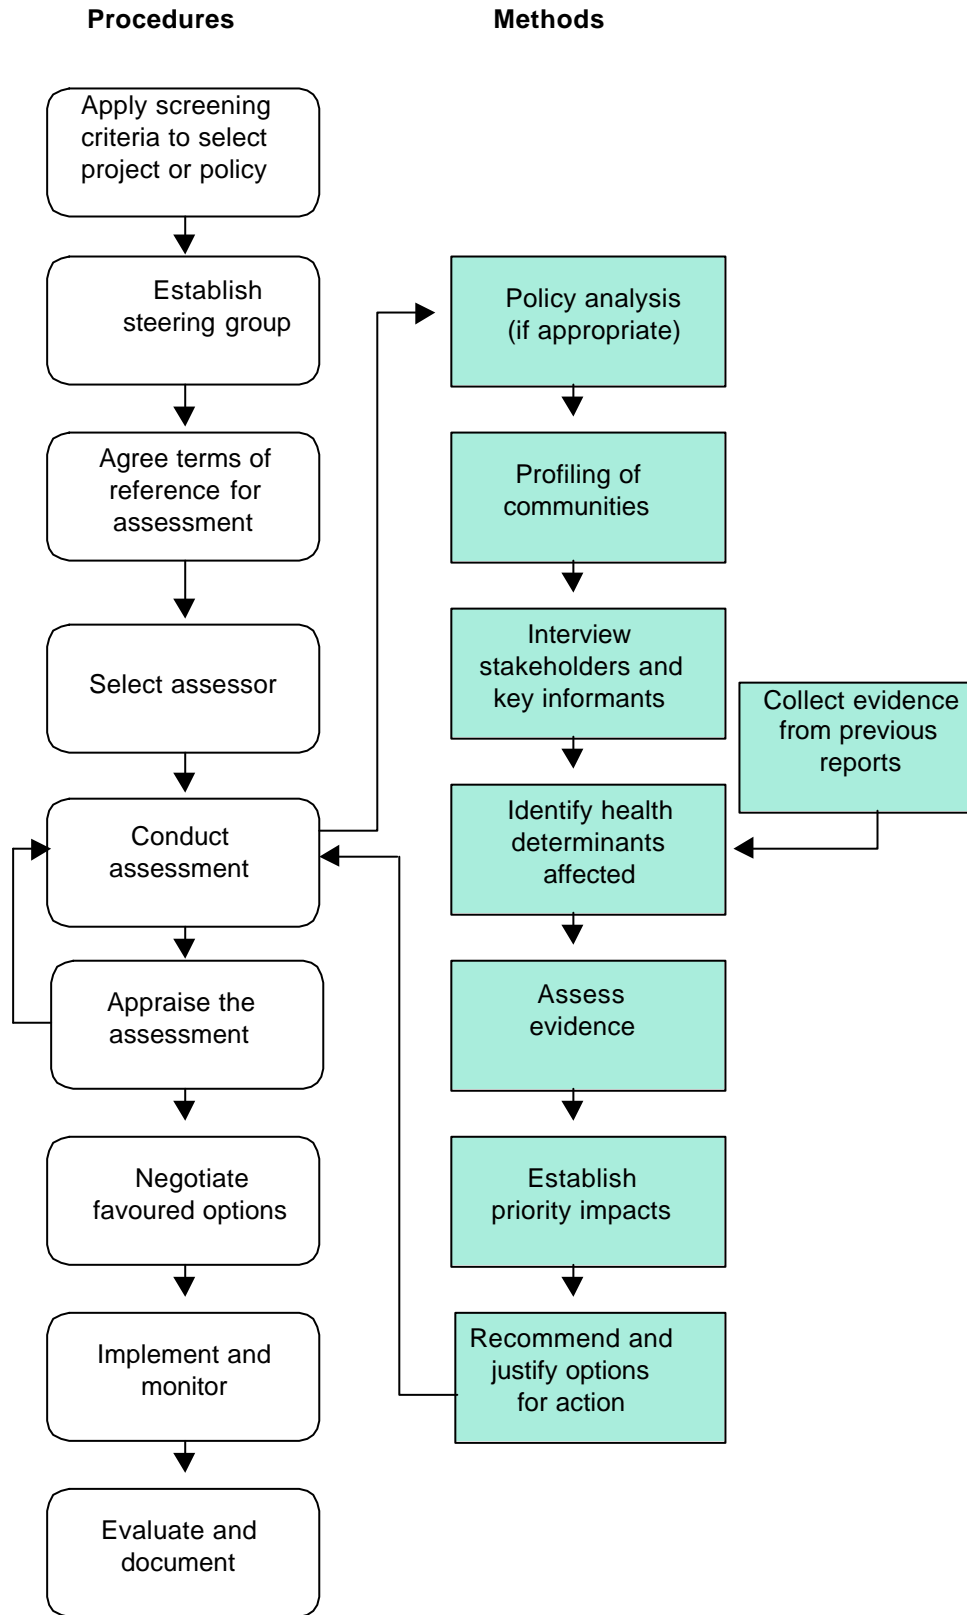 Procedures
Methods
Apply screening
criteria to select
project or policy
Establish
steering group
Agree terms of
reference for
assessment
Select assessor
Conduct
assessment
Appraise the
assessment
Negotiate
favoured options
Implement and
monitor
Evaluate and
document
Policy analysis
(if appropriate)
Profiling of
communities
Interview
stakeholders and
key informants
Collect evidence
from previous
reports
Identify health
determinants
affected
Assess
evidence
Establish
priority impacts
Recommend and
justify options
for action